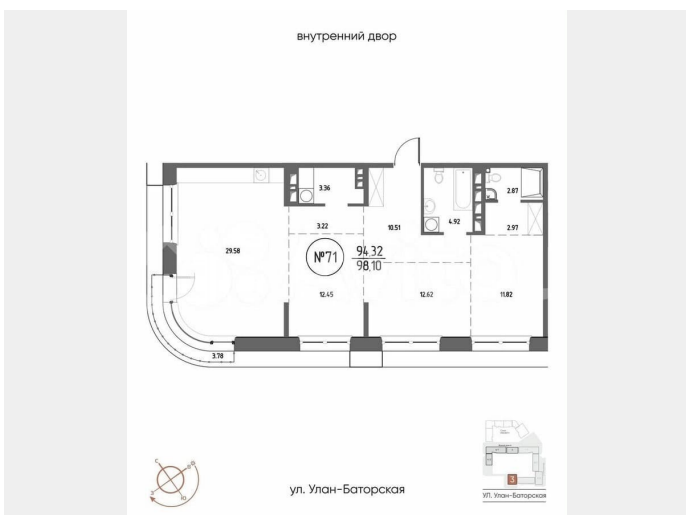 внутренний двор
3.36
2.87
3.22
10.51
4.92
2.97
29.58
№71
94.32
98,10
12.45
12.62
11.82
3.78
С
В
З
Ю
3
ул. Улан-Баторская
УЛ. Улан-Баторская